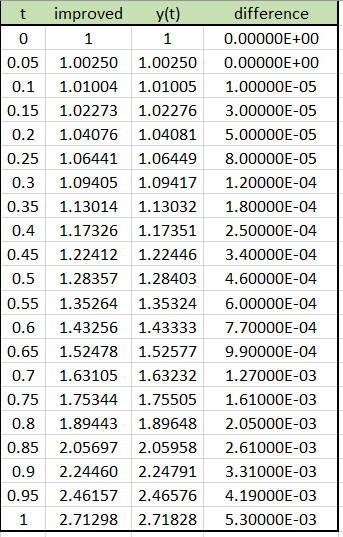 t improved y(t) difference
0 1 1 0.00000E+00
0.05 1.00250 1.00250 0.00000E+00
0.1 1.01004 1.01005 1.00000E-05
0.15 1.02273 1.02276 3.00000E-05
0.2 1.04076 1.04081 5.00000E-05
0.25 1.06441 1.06449 8.00000E-05
0.3 1.09405 1.09417 1.20000E-04
0.35 1.13014 1.13032 1.80000E-04
0.4 1.17326 1.17351 2.50000E-04
0.45 1.22412 1.22446 3.40000E-04
0.5 1.28357 1.28403 4.60000E-04
0.55 1.35264 1.35324 6.00000E-04
0.6 1.43256 1.43333 7.70000E-04
0.65 1.52478 1.52577 9.90000E-04
0.7 1.63105 1.63232 1.27000E-03
0.75 1.75344 1.75505 1.61000E-03
0.8 1.89443 1.89648 2.05000E-03
0.85 2.05697 2.05958 2.61000E-03
0.9 2.24460 2.24791 3.31000E-03
0.95 2.46157 2.46576 4.19000E-03
1 2.71298 2.71828 5.30000E-03